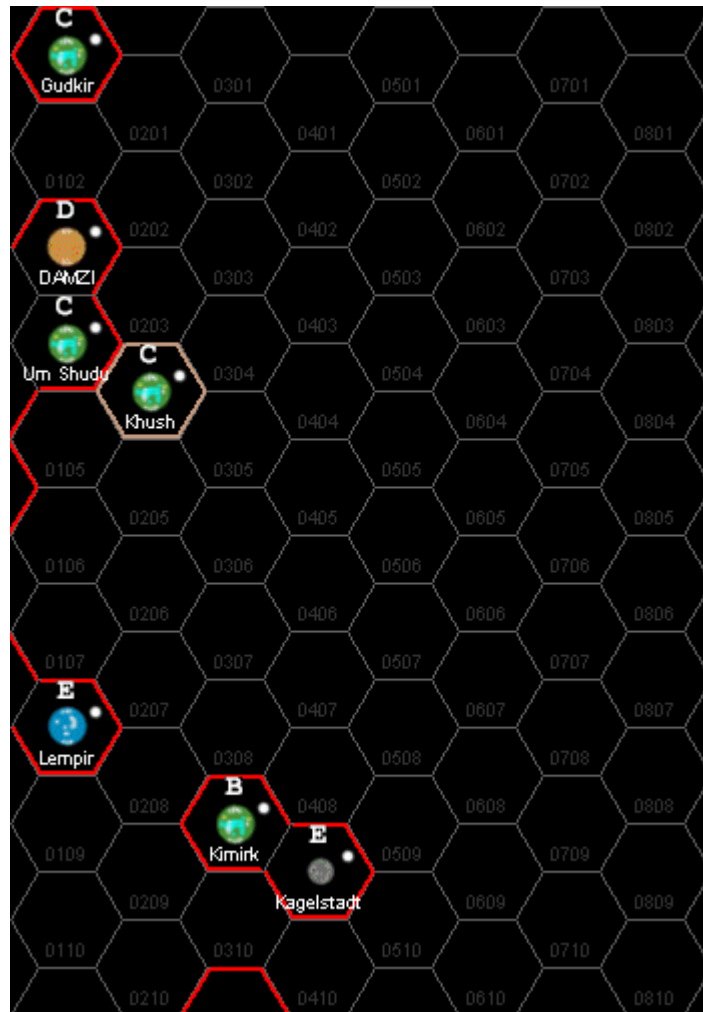 C
Gudkir 0301 0501 0701
0201 0401 0601 0801
0102 0302 0502 0702
D
0202 0402 0602 0802
DAMZI 0303 0503 0703
C
0203 0403 0603 0803
C
Um Shudu 0304 0504 0704
Khush 0404 0604 0804
0105 0305 0505 0705
0205 0405 0605 0805
0106 0306 0506 0706
0206 0406 0606 0806
0107 0307 0507 0707
E
0207 0407 0607 0807
Lempir 0308 0508 0708
B
0208 0408 0608 0808
E
0109 Kimirk 0509 0709
0209 Kagelstadt 0609 0809
0110 0310 0510 0710
0210 0410 0610 0810